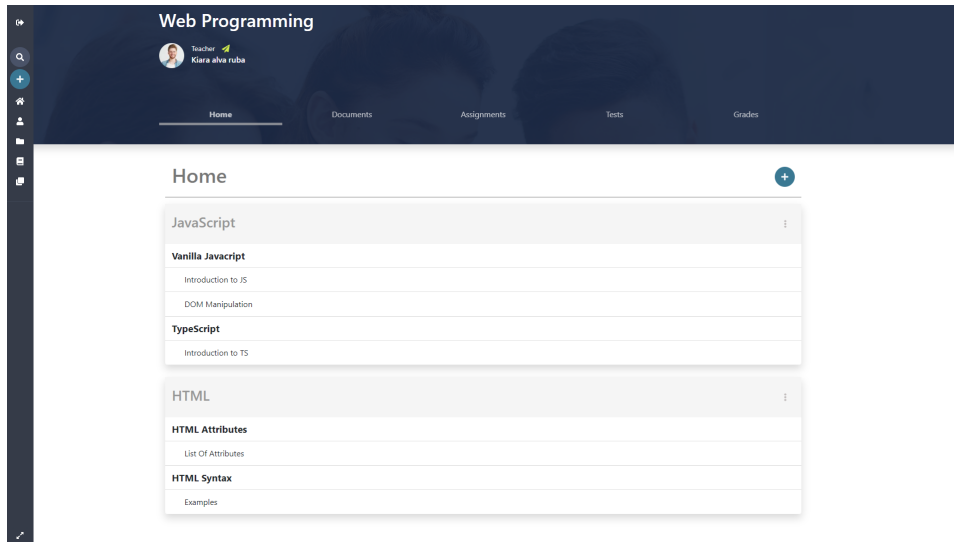 Web Programming
Teacher
Kiara alva ruba
Home Documents Assignments Tests Grades
Home
JavaScript
Vanilla Javacript
Introduction to JS
DOM Manipulation
TypeScript
Introduction to TS
HTML
HTML Attributes
List Of Attributes
HTML Syntax
Examples